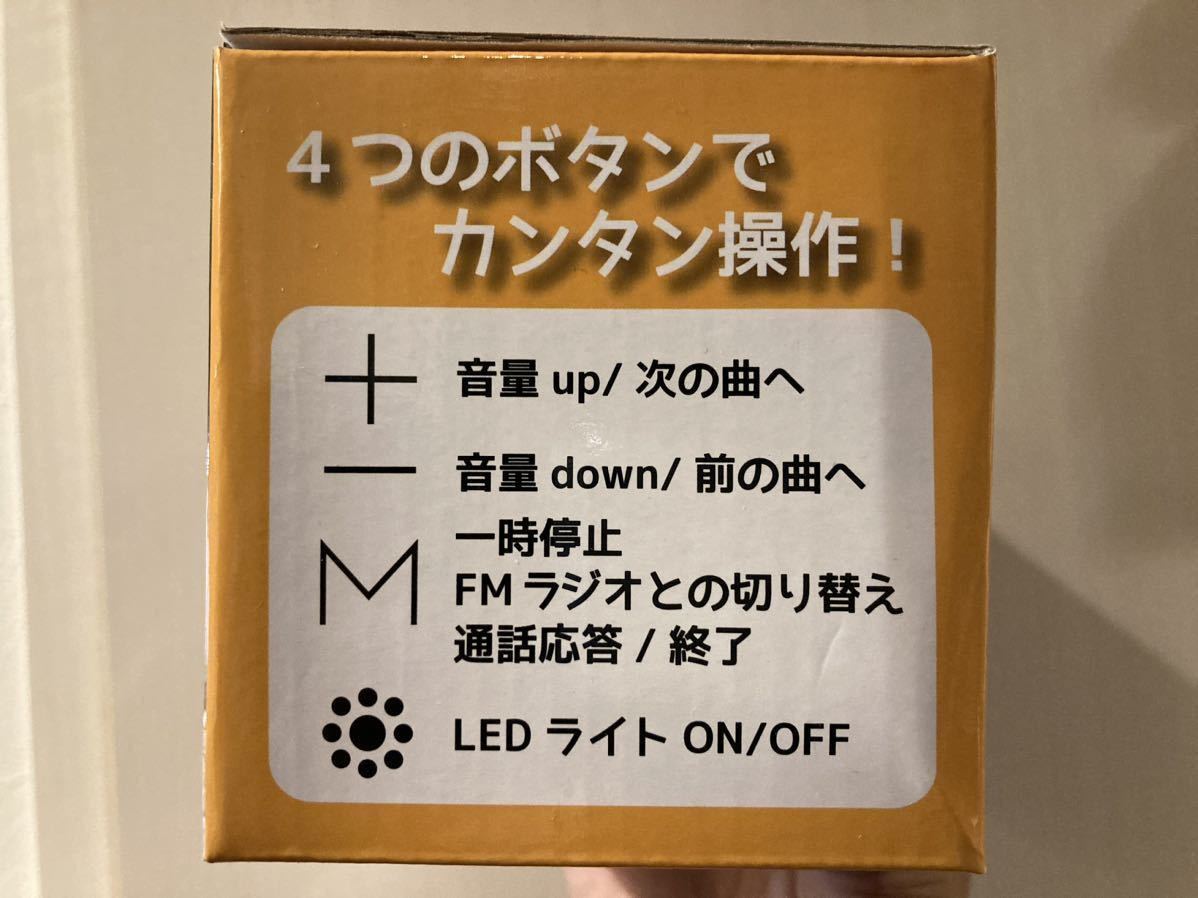 4つのボタンで
カンタン操作！
＋ 音量 up/ 次の曲へ
－ 音量 down/ 前の曲へ
一時停止
M FMラジオとの切り替え
通話応答 / 終了
LED ライト ON/OFF